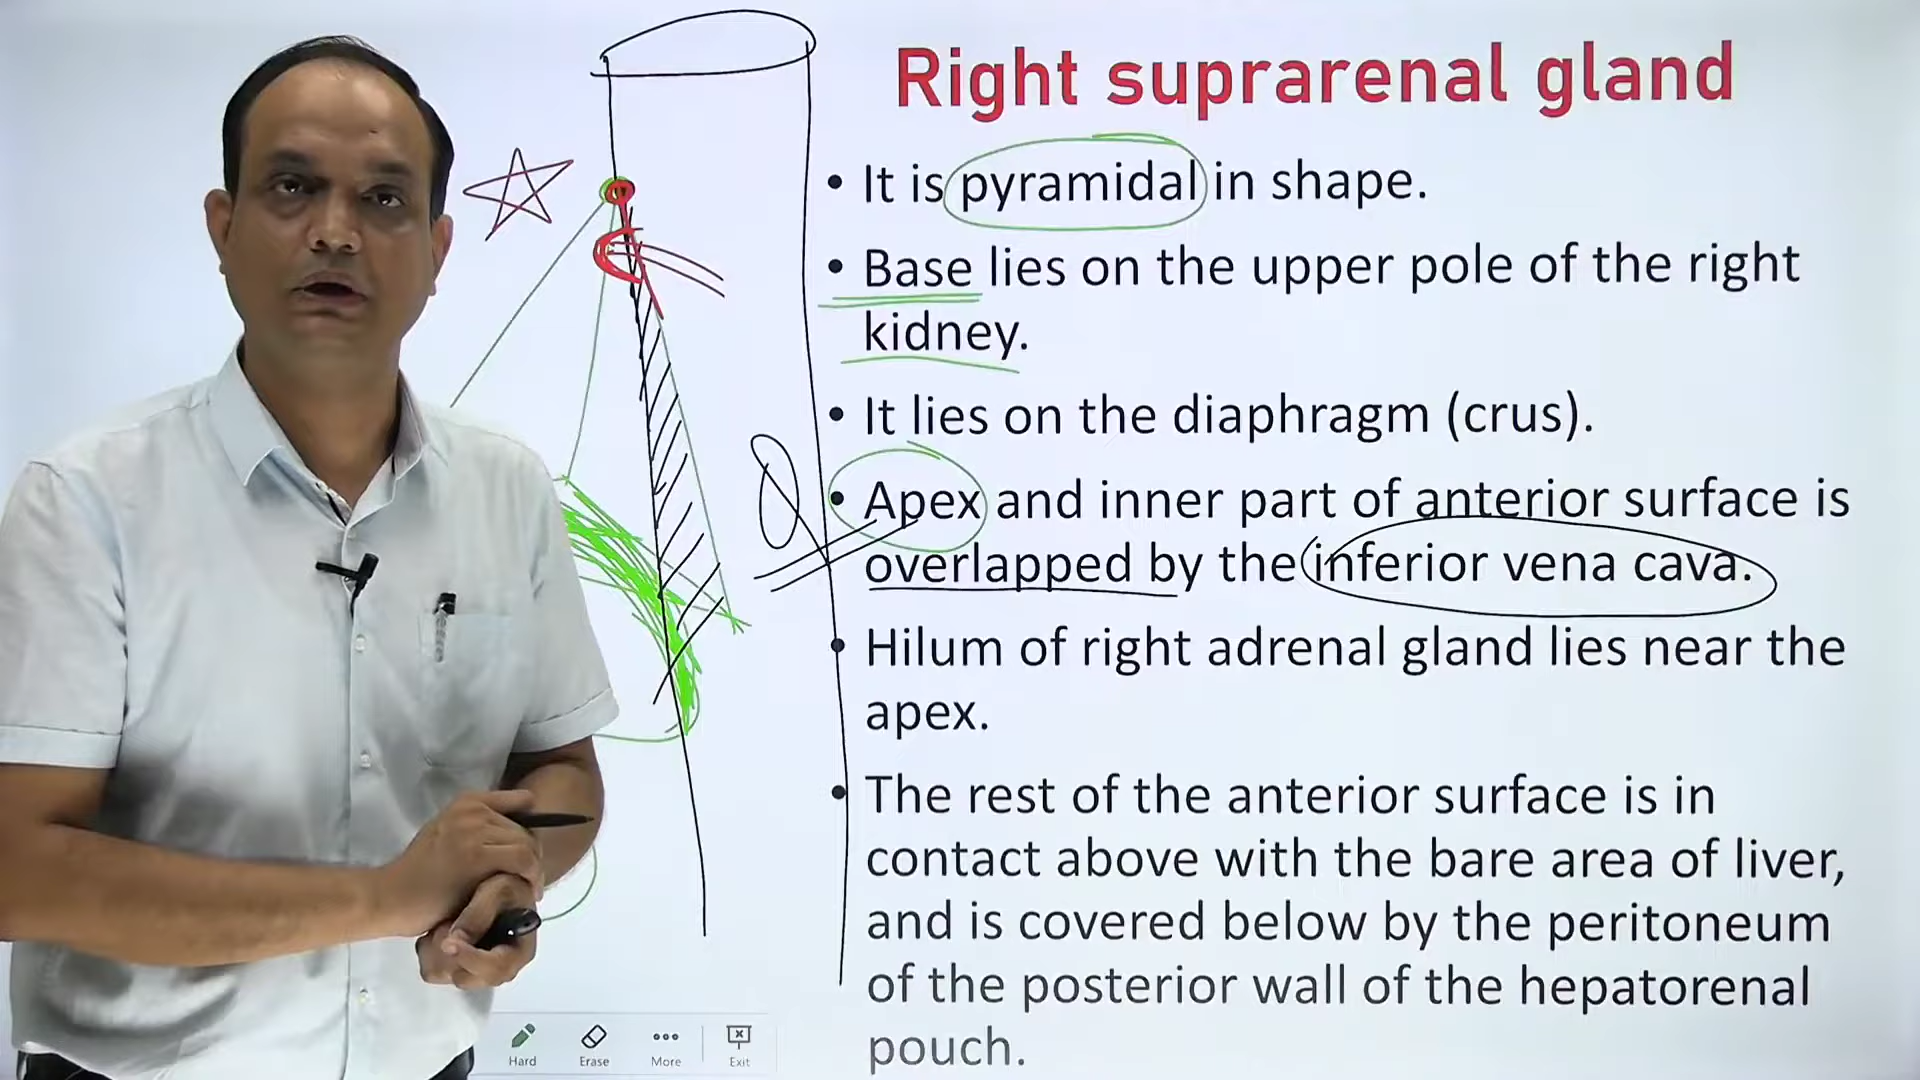 Right suprarenal gland
• It is pyramidal in shape.
• Base lies on the upper pole of the right
kidney.
• It lies on the diaphragm (crus).
• Apex and inner part of anterior surface is
overlapped by the inferior vena cava.
• Hilum of right adrenal gland lies near the
apex.
• The rest of the anterior surface is in
contact above with the bare area of liver,
and is covered below by the peritoneum
of the posterior wall of the hepatorenal
pouch.
Hard Erase More Exit